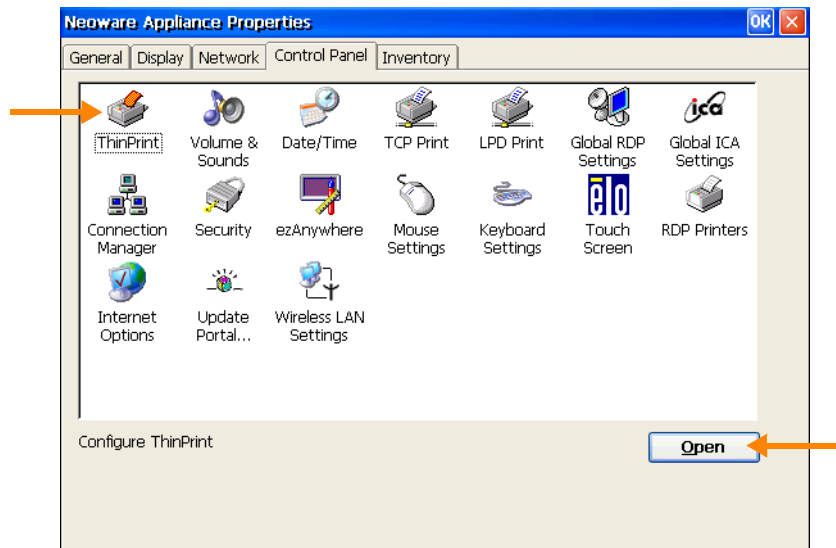 Neoware Appliance Properties OK
General Display Network Control Panel Inventory
ica
ThinPrint Volume & Date/Time TCP Print LPD Print Global RDP Global ICA
Sounds Settings Settings
elo
Connection Security ezAnywhere Mouse Keyboard Touch RDP Printers
Manager Settings Settings Screen
Internet Update Wireless LAN
Options Portal... Settings
Configure ThinPrint
Open